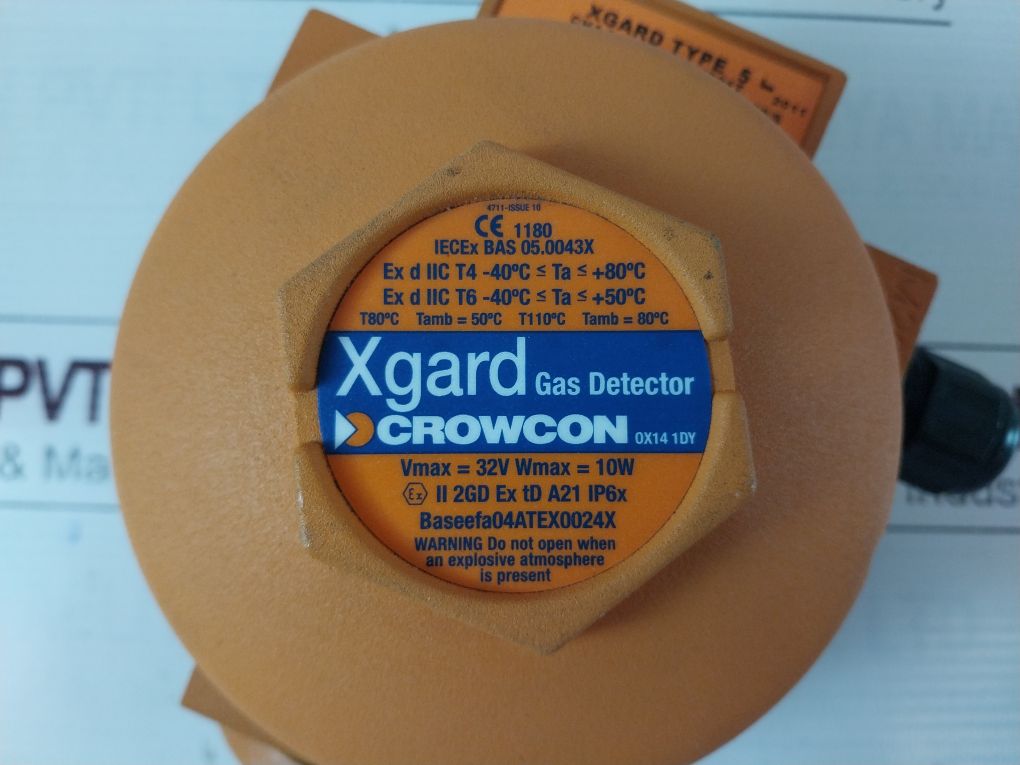 XGARD TYPE 5
2011
4711-ISSUE 10
CE 1180
IECEx BAS 05.0043X
Ex d IIC T4 -40ºC ≤ Ta ≤ +80ºC
Ex d IIC T6 -40ºC ≤ Ta ≤ +50ºC
T80ºC Tamb = 50ºC T110ºC Tamb = 80ºC
Xgard Gas Detector
CROWCON OX14 1DY
Vmax = 32V Wmax = 10W
Ex II 2GD Ex tD A21 IP6x
Baseefa04ATEX0024X
WARNING Do not open when
an explosive atmosphere
is present
PVT
& Ma